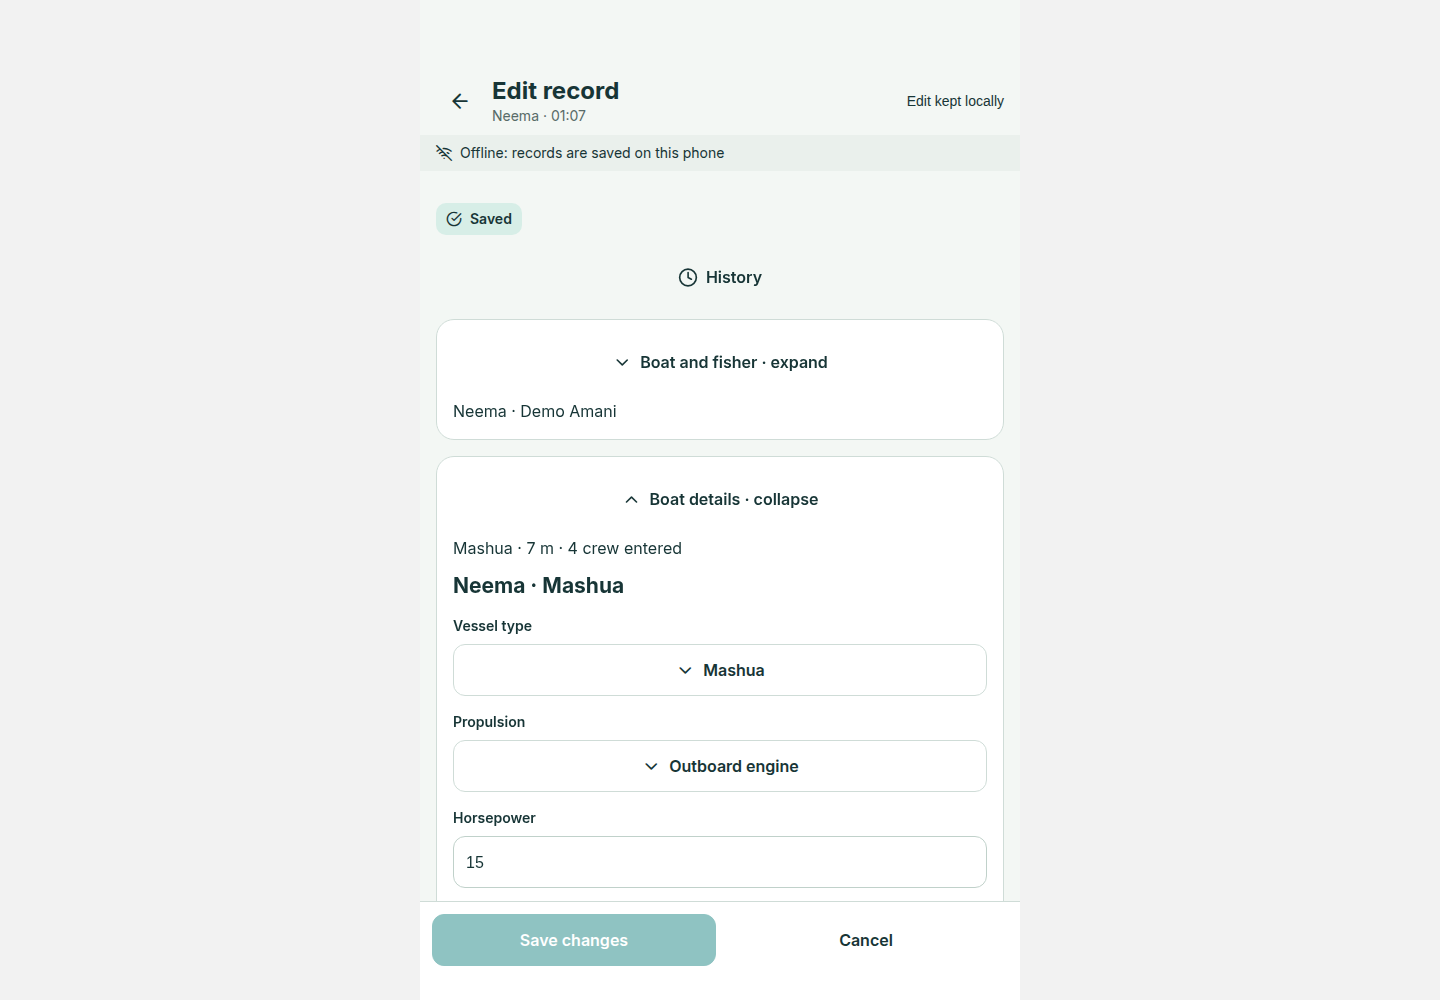 Edit record
Neema · 01:07
Edit kept locally
Offline: records are saved on this phone
Saved
History
Boat and fisher · expand
Neema · Demo Amani
Boat details · collapse
Mashua · 7 m · 4 crew entered
Neema · Mashua
Vessel type
Mashua
Propulsion
Outboard engine
Horsepower
15
Save changes
Cancel